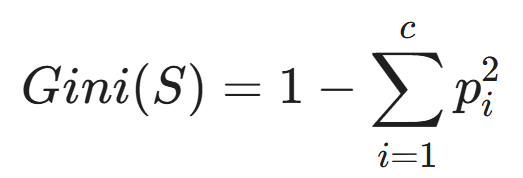 Gini(S) = 1 − ∑_{i=1}^{c} p_i^2